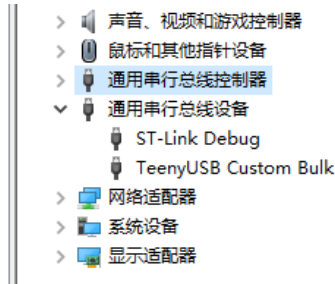 声音、视频和游戏控制器
鼠标和其他指针设备
通用串行总线控制器
通用串行总线设备
ST-Link Debug
TeenyUSB Custom Bulk
网络适配器
系统设备
显示适配器